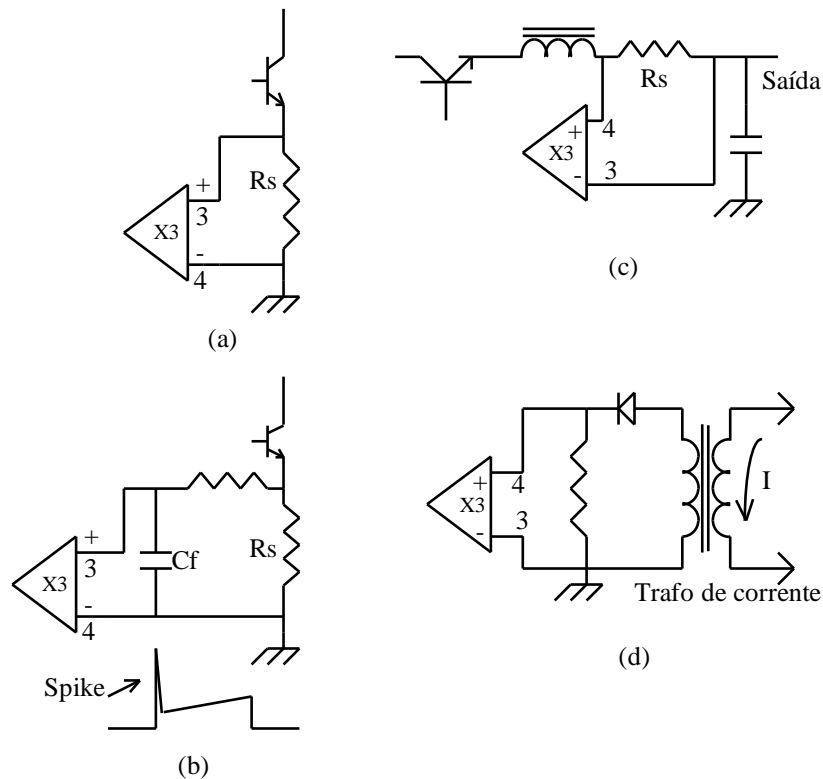 Rs
+
X3
3
-
4
(a)
Rs
Saída
+
4
X3
-
3
(c)
Rs
+
X3
3
Cf
-
4
Spike
(b)
+
4
X3
-
3
I
Trafo de corrente
(d)